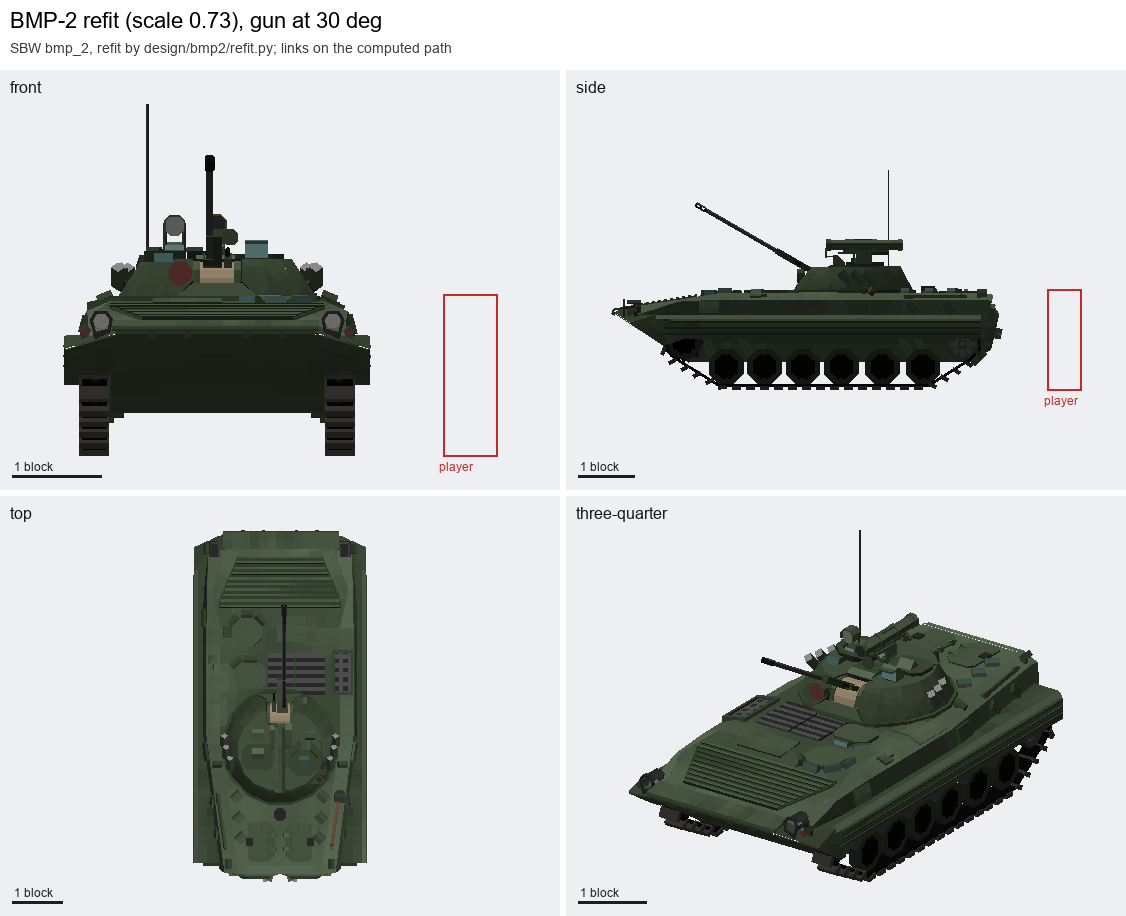 BMP-2 refit (scale 0.73), gun at 30 deg
SBW bmp_2, refit by design/bmp2/refit.py; links on the computed path
front
player
1 block
side
player
1 block
top
1 block
three-quarter
1 block